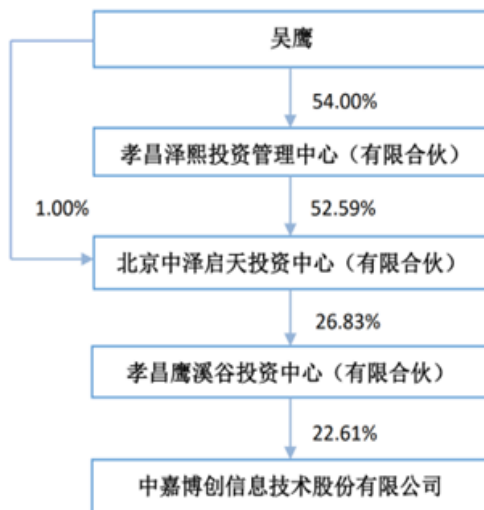 吴鹰
54.00%
孝昌泽熙投资管理中心（有限合伙）
1.00%
52.59%
北京中泽启天投资中心（有限合伙）
26.83%
孝昌鹰溪谷投资中心（有限合伙）
22.61%
中嘉博创信息技术股份有限公司